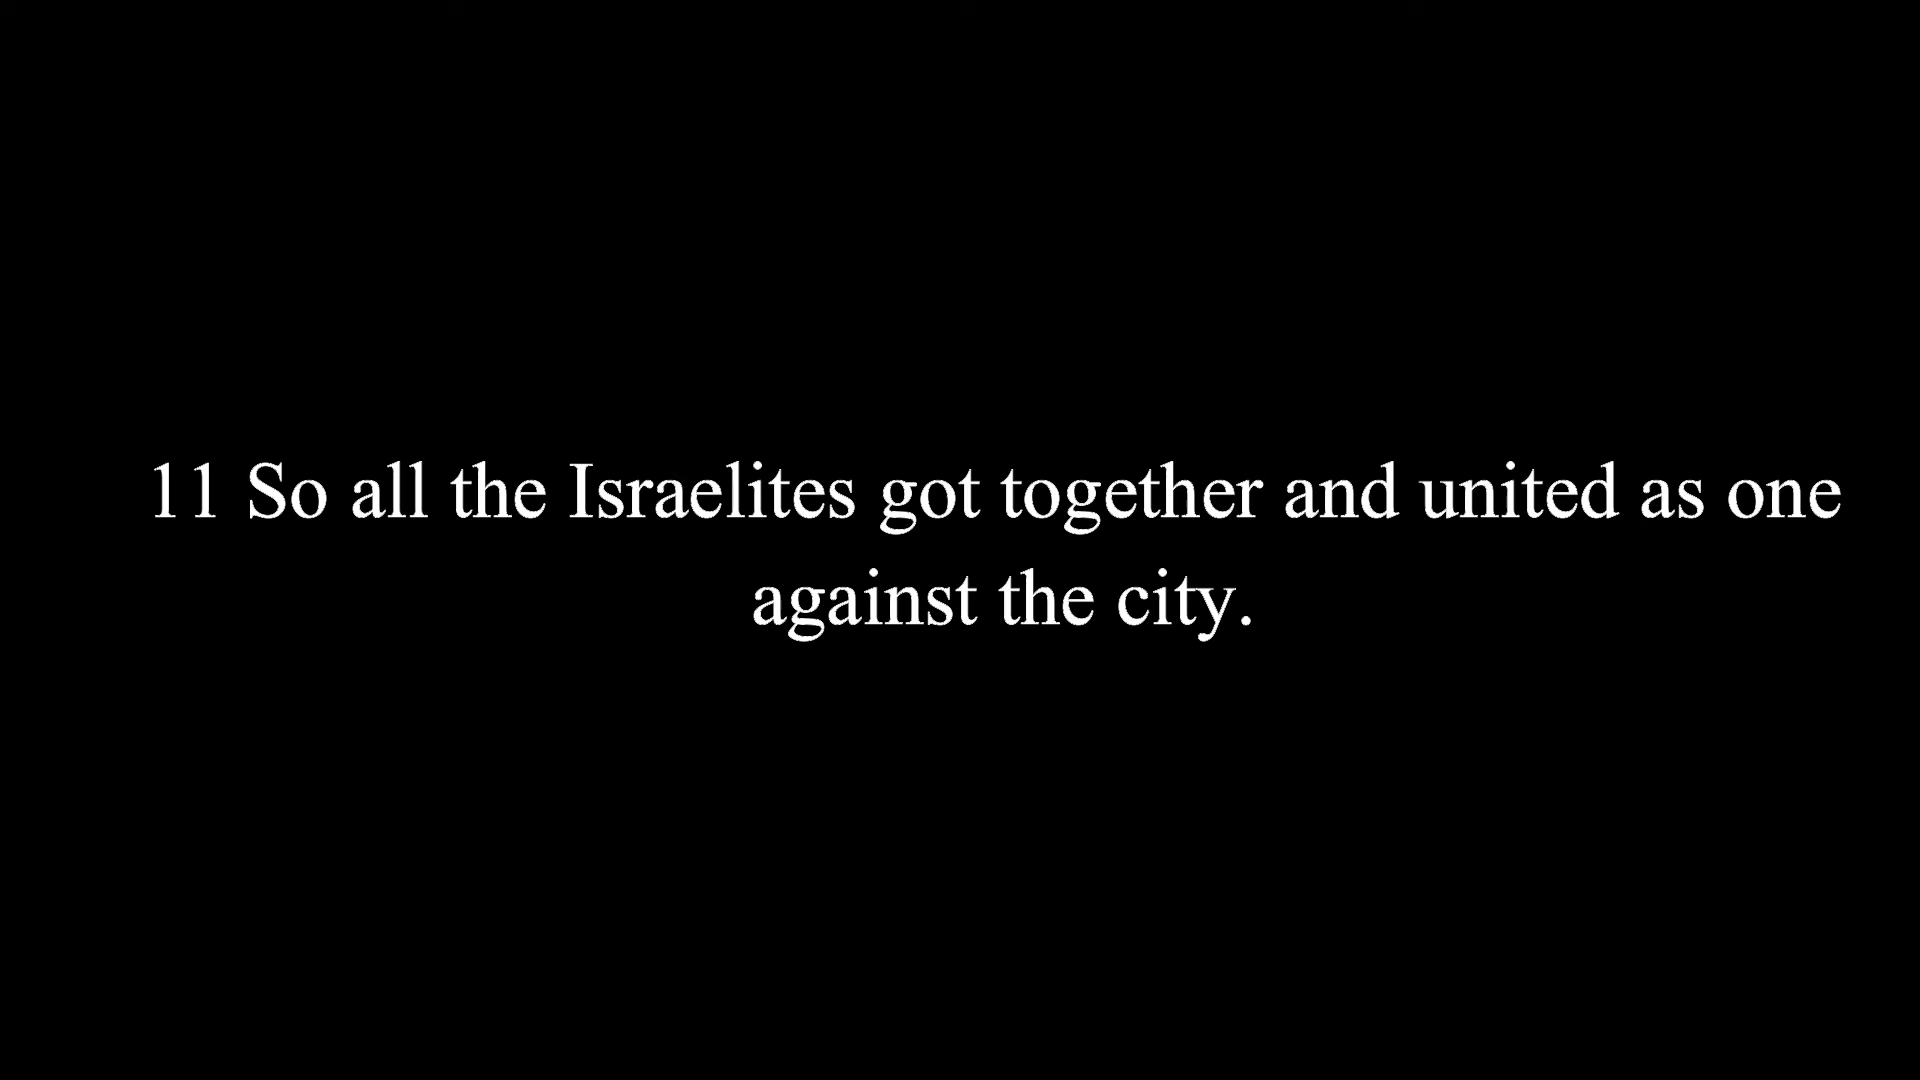 11 So all the Israelites got together and united as one
against the city.